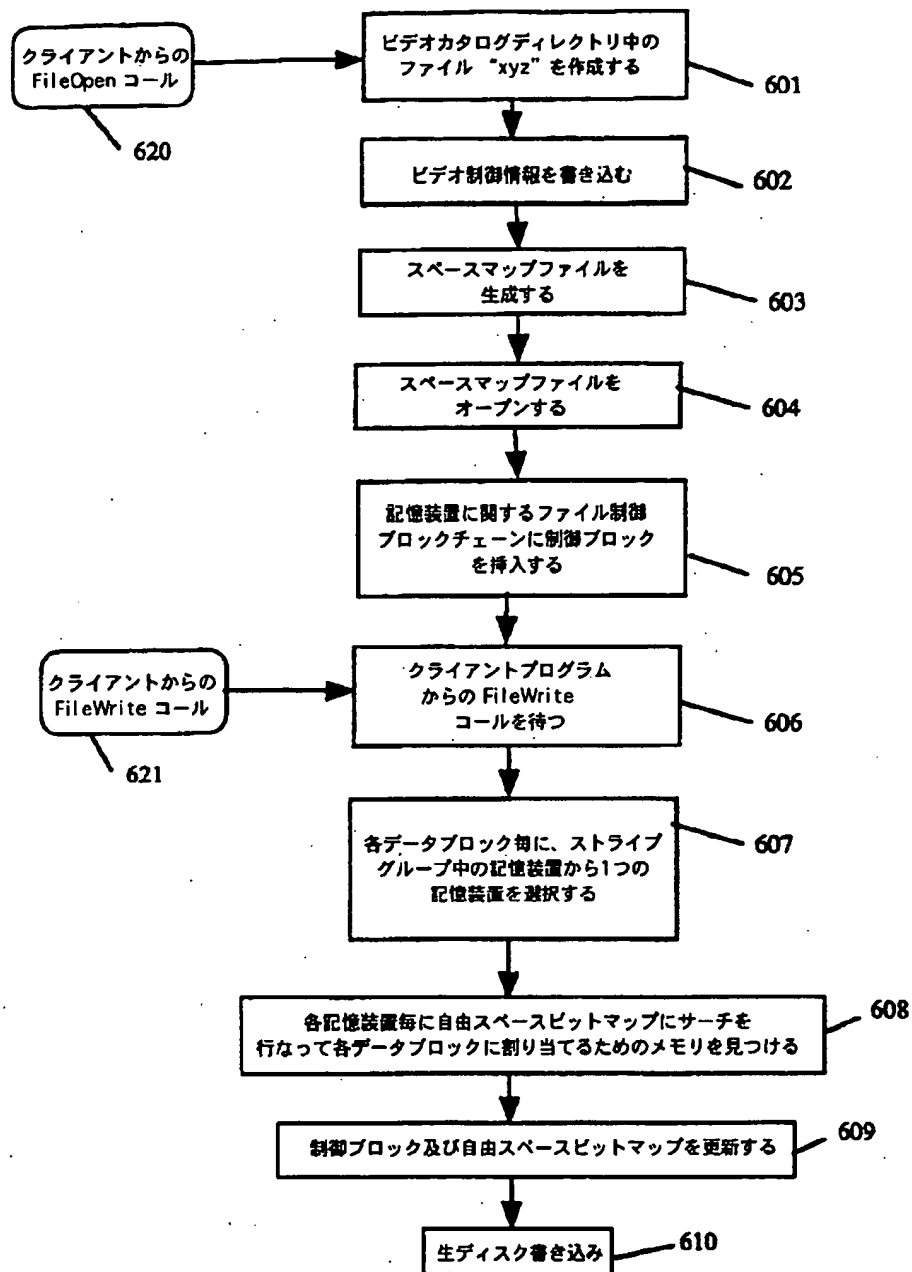 クライアントからの
FileOpen コール
620
ビデオカタログディレクトリ中の
ファイル “xyz” を作成する
601
ビデオ制御情報を書き込む
602
スペースマップファイルを
生成する
603
スペースマップファイルを
オープンする
604
記憶装置に関するファイル制御
ブロックチェーンに制御ブロック
を挿入する
605
クライアントからの
FileWrite コール
621
クライアントプログラム
からの FileWrite
コールを待つ
606
各データブロック毎に、ストライプ
グループ中の記憶装置から1つの
記憶装置を選択する
607
各記憶装置毎に自由スペースビットマップにサーチを
行なって各データブロックに割り当てるためのメモリを見つける
608
制御ブロック及び自由スペースビットマップを更新する
609
生ディスク書き込み
610